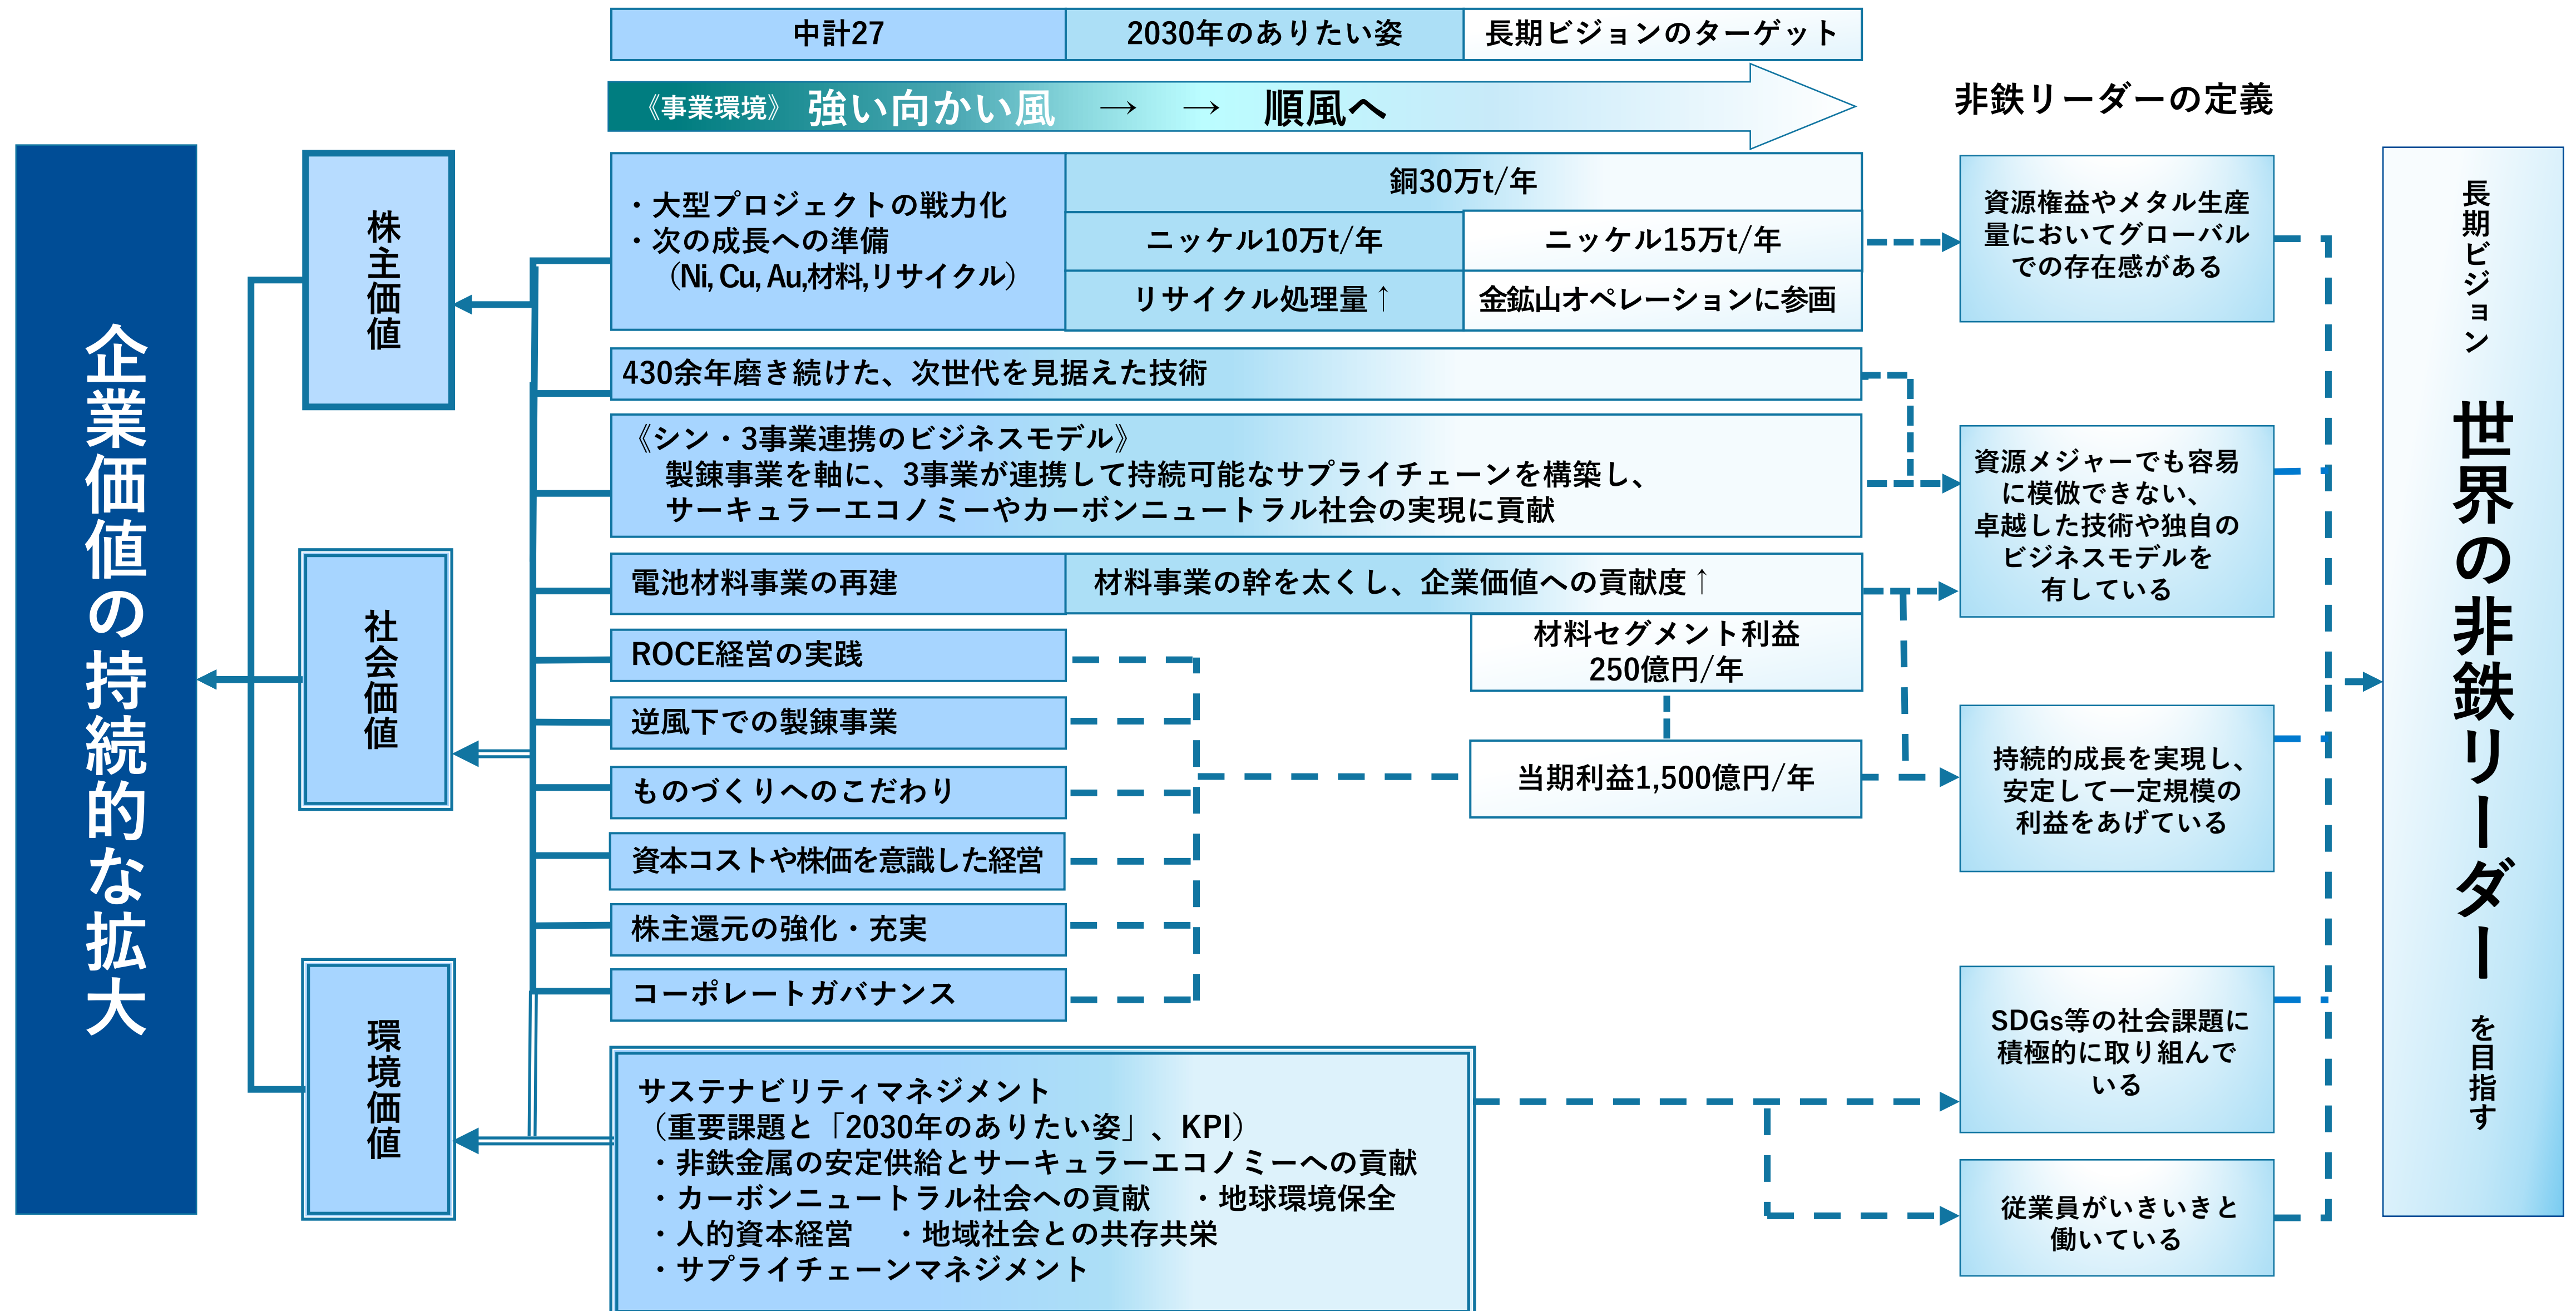 中計27
2030年のありたい姿
長期ビジョンのターゲット
《事業環境》 強い向かい風 → → 順風へ
非鉄リーダーの定義
企業価値の持続的な拡大
株主価値
社会価値
環境価値
・大型プロジェクトの戦力化
・次の成長への準備
（Ni, Cu, Au,材料,リサイクル）
銅30万t/年
ニッケル10万t/年
ニッケル15万t/年
リサイクル処理量↑
金鉱山オペレーションに参画
430余年磨き続けた、次世代を見据えた技術
《シン・3事業連携のビジネスモデル》
製錬事業を軸に、3事業が連携して持続可能なサプライチェーンを構築し、
サーキュラーエコノミーやカーボンニュートラル社会の実現に貢献
電池材料事業の再建
材料事業の幹を太くし、企業価値への貢献度↑
材料セグメント利益
250億円/年
ROCE経営の実践
逆風下での製錬事業
ものづくりへのこだわり
資本コストや株価を意識した経営
株主還元の強化・充実
コーポレートガバナンス
当期利益1,500億円/年
サステナビリティマネジメント
（重要課題と「2030年のありたい姿」、KPI）
・非鉄金属の安定供給とサーキュラーエコノミーへの貢献
・カーボンニュートラル社会への貢献 ・地球環境保全
・人的資本経営 ・地域社会との共存共栄
・サプライチェーンマネジメント
資源権益やメタル生産
量においてグローバル
での存在感がある
資源メジャーでも容易
に模倣できない、
卓越した技術や独自の
ビジネスモデルを
有している
持続的成長を実現し、
安定して一定規模の
利益をあげている
SDGs等の社会課題に
積極的に取り組んで
いる
従業員がいきいきと
働いている
長期ビジョン 世界の非鉄リーダー を目指す